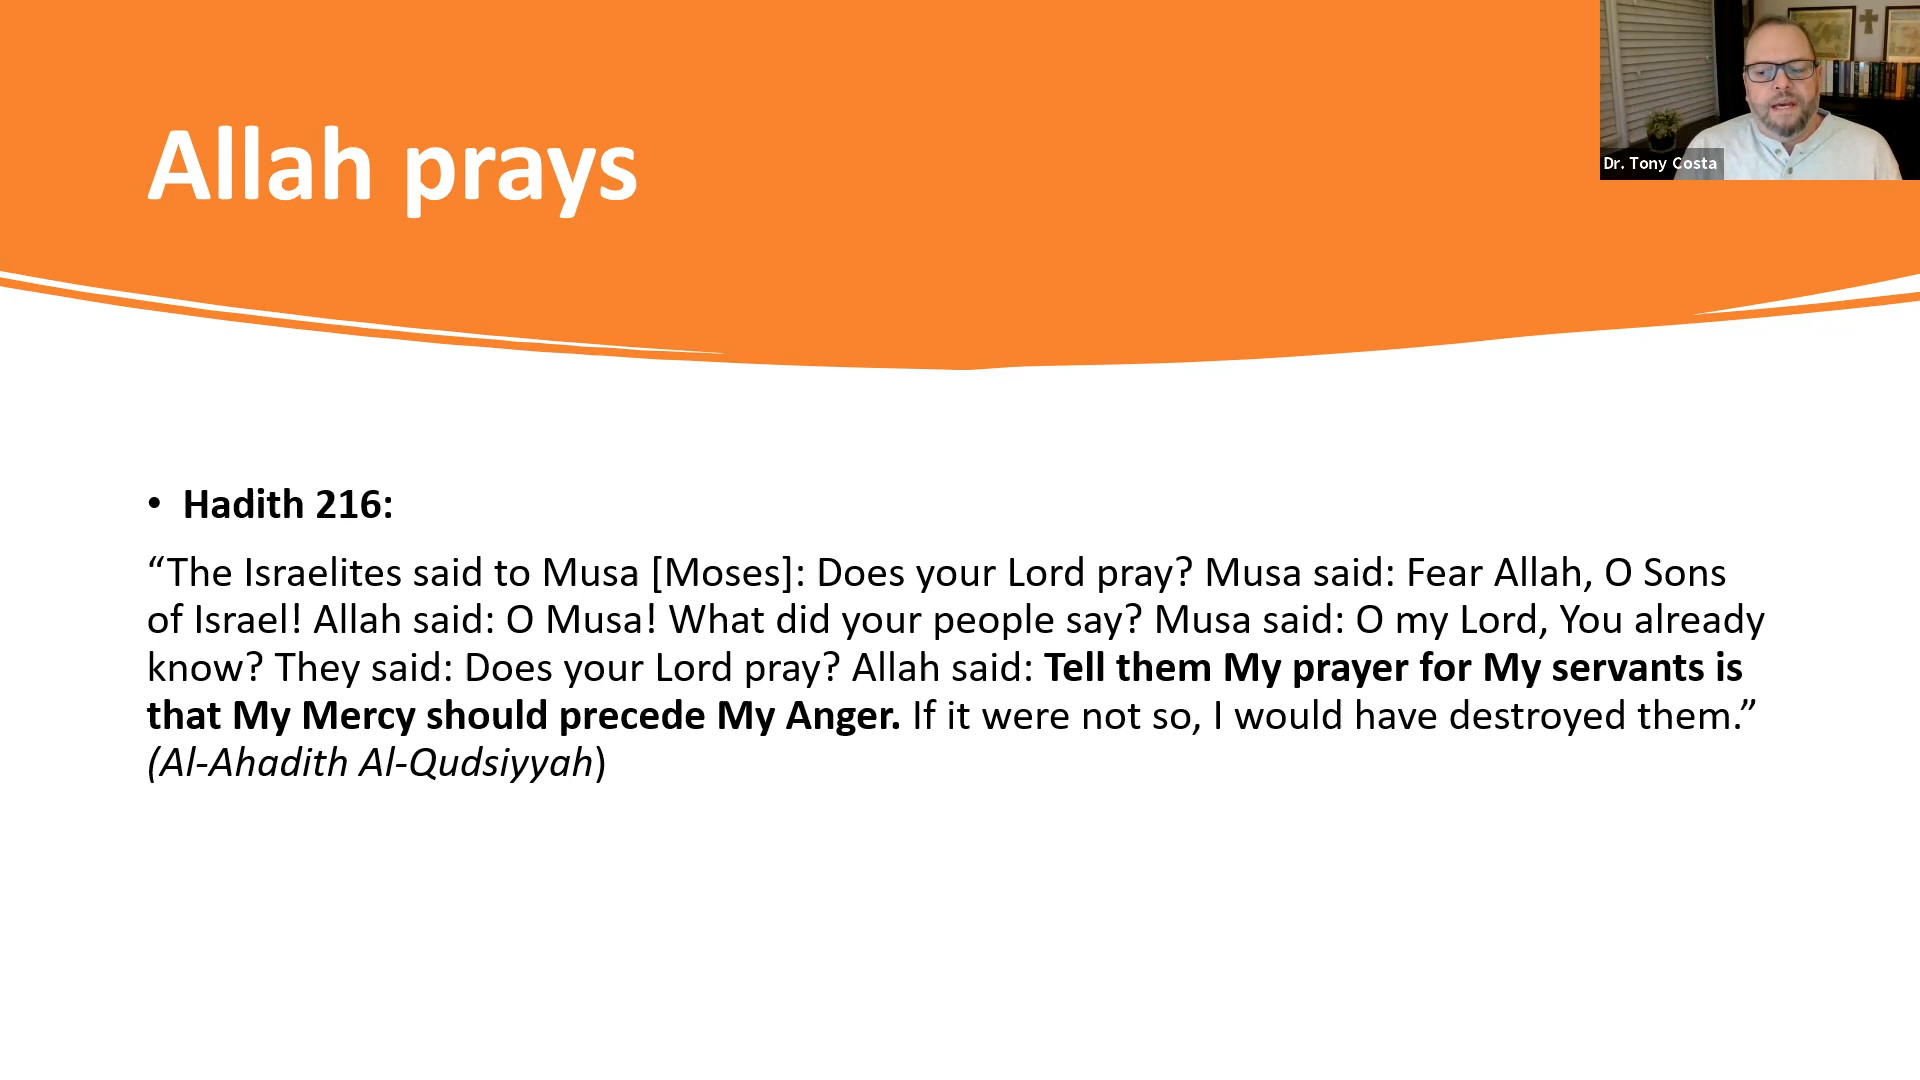 Allah prays
Dr. Tony Costa
• Hadith 216:
“The Israelites said to Musa [Moses]: Does your Lord pray? Musa said: Fear Allah, O Sons
of Israel! Allah said: O Musa! What did your people say? Musa said: O my Lord, You already
know? They said: Does your Lord pray? Allah said: Tell them My prayer for My servants is
that My Mercy should precede My Anger. If it were not so, I would have destroyed them.”
(Al-Ahadith Al-Qudsiyyah)